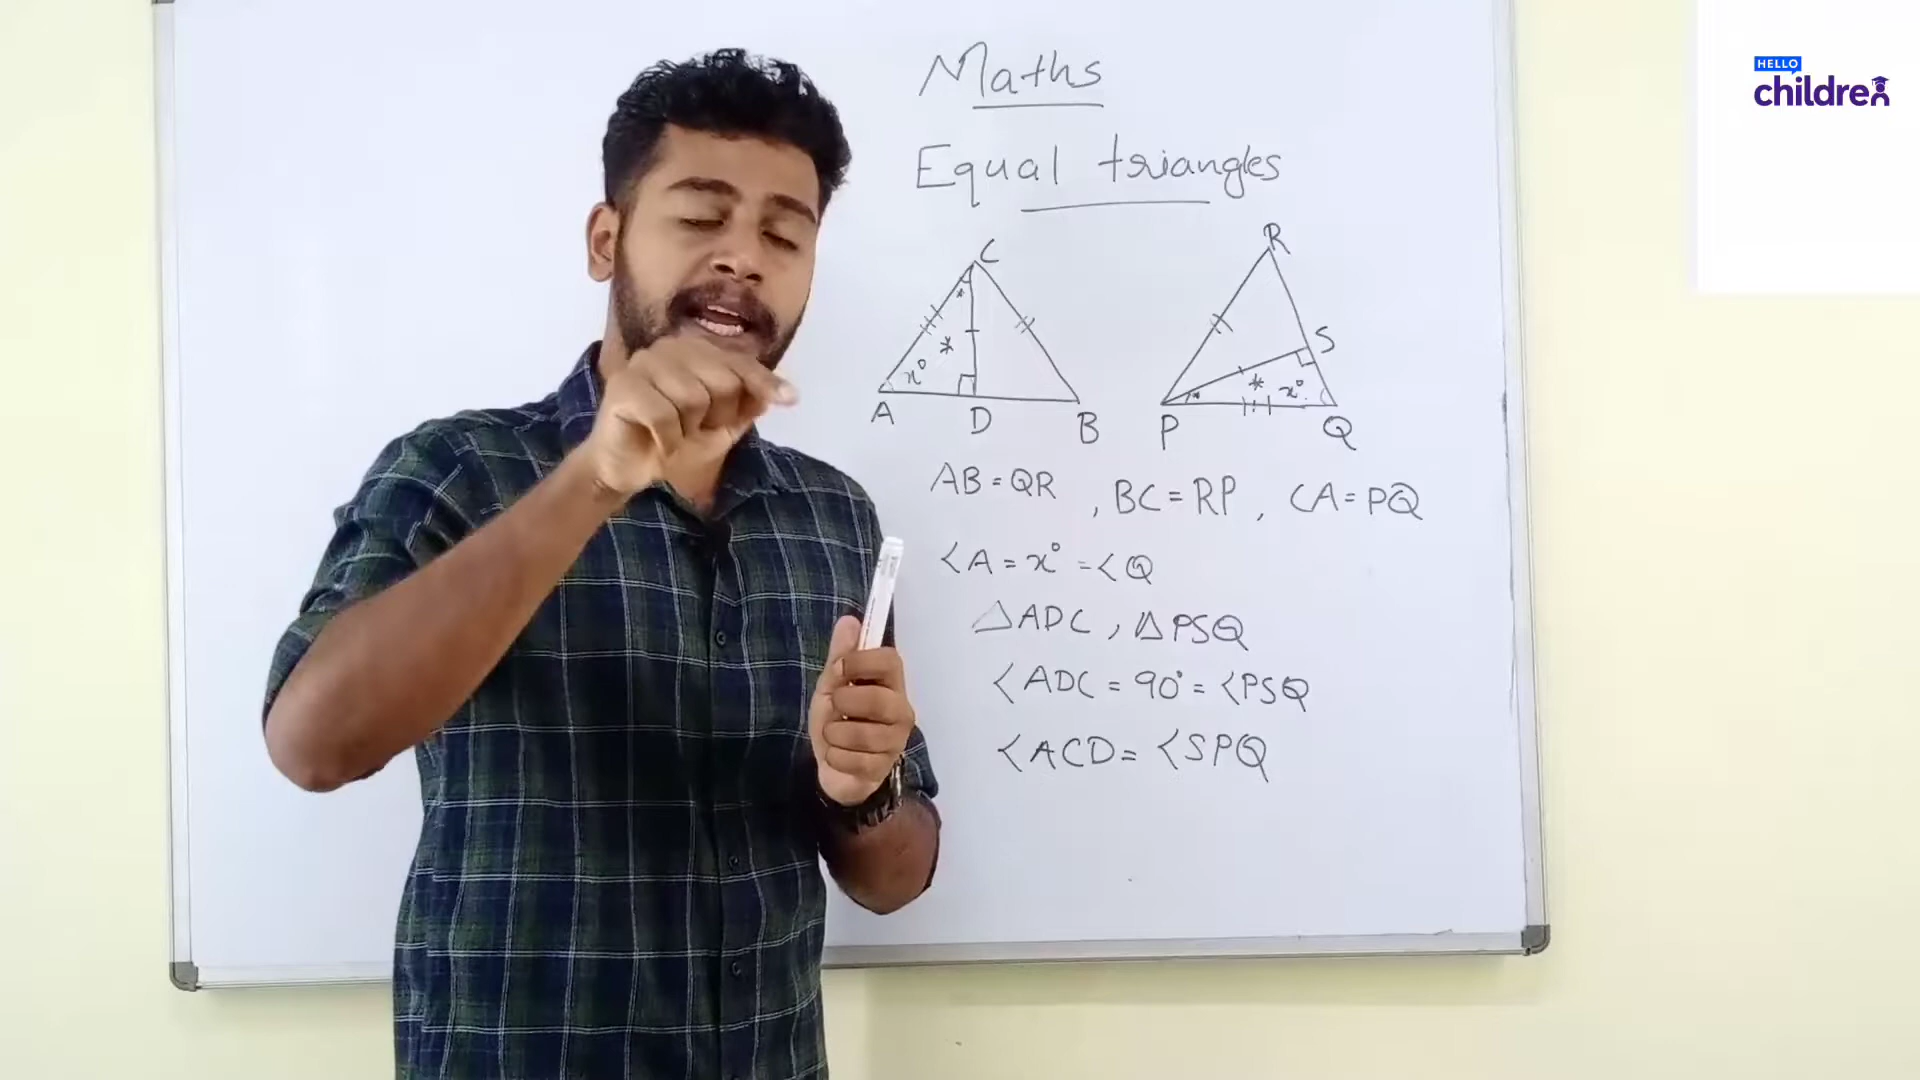 HELLO
children
Maths
Equal triangles
C
R
x°
*
*
S
*
x°
*
A
D
B
P
Q
AB = QR , BC = RP , CA = PQ
<A = x° = <Q
△ADC , △PSQ
<ADC = 90° = <PSQ
<ACD = <SPQ